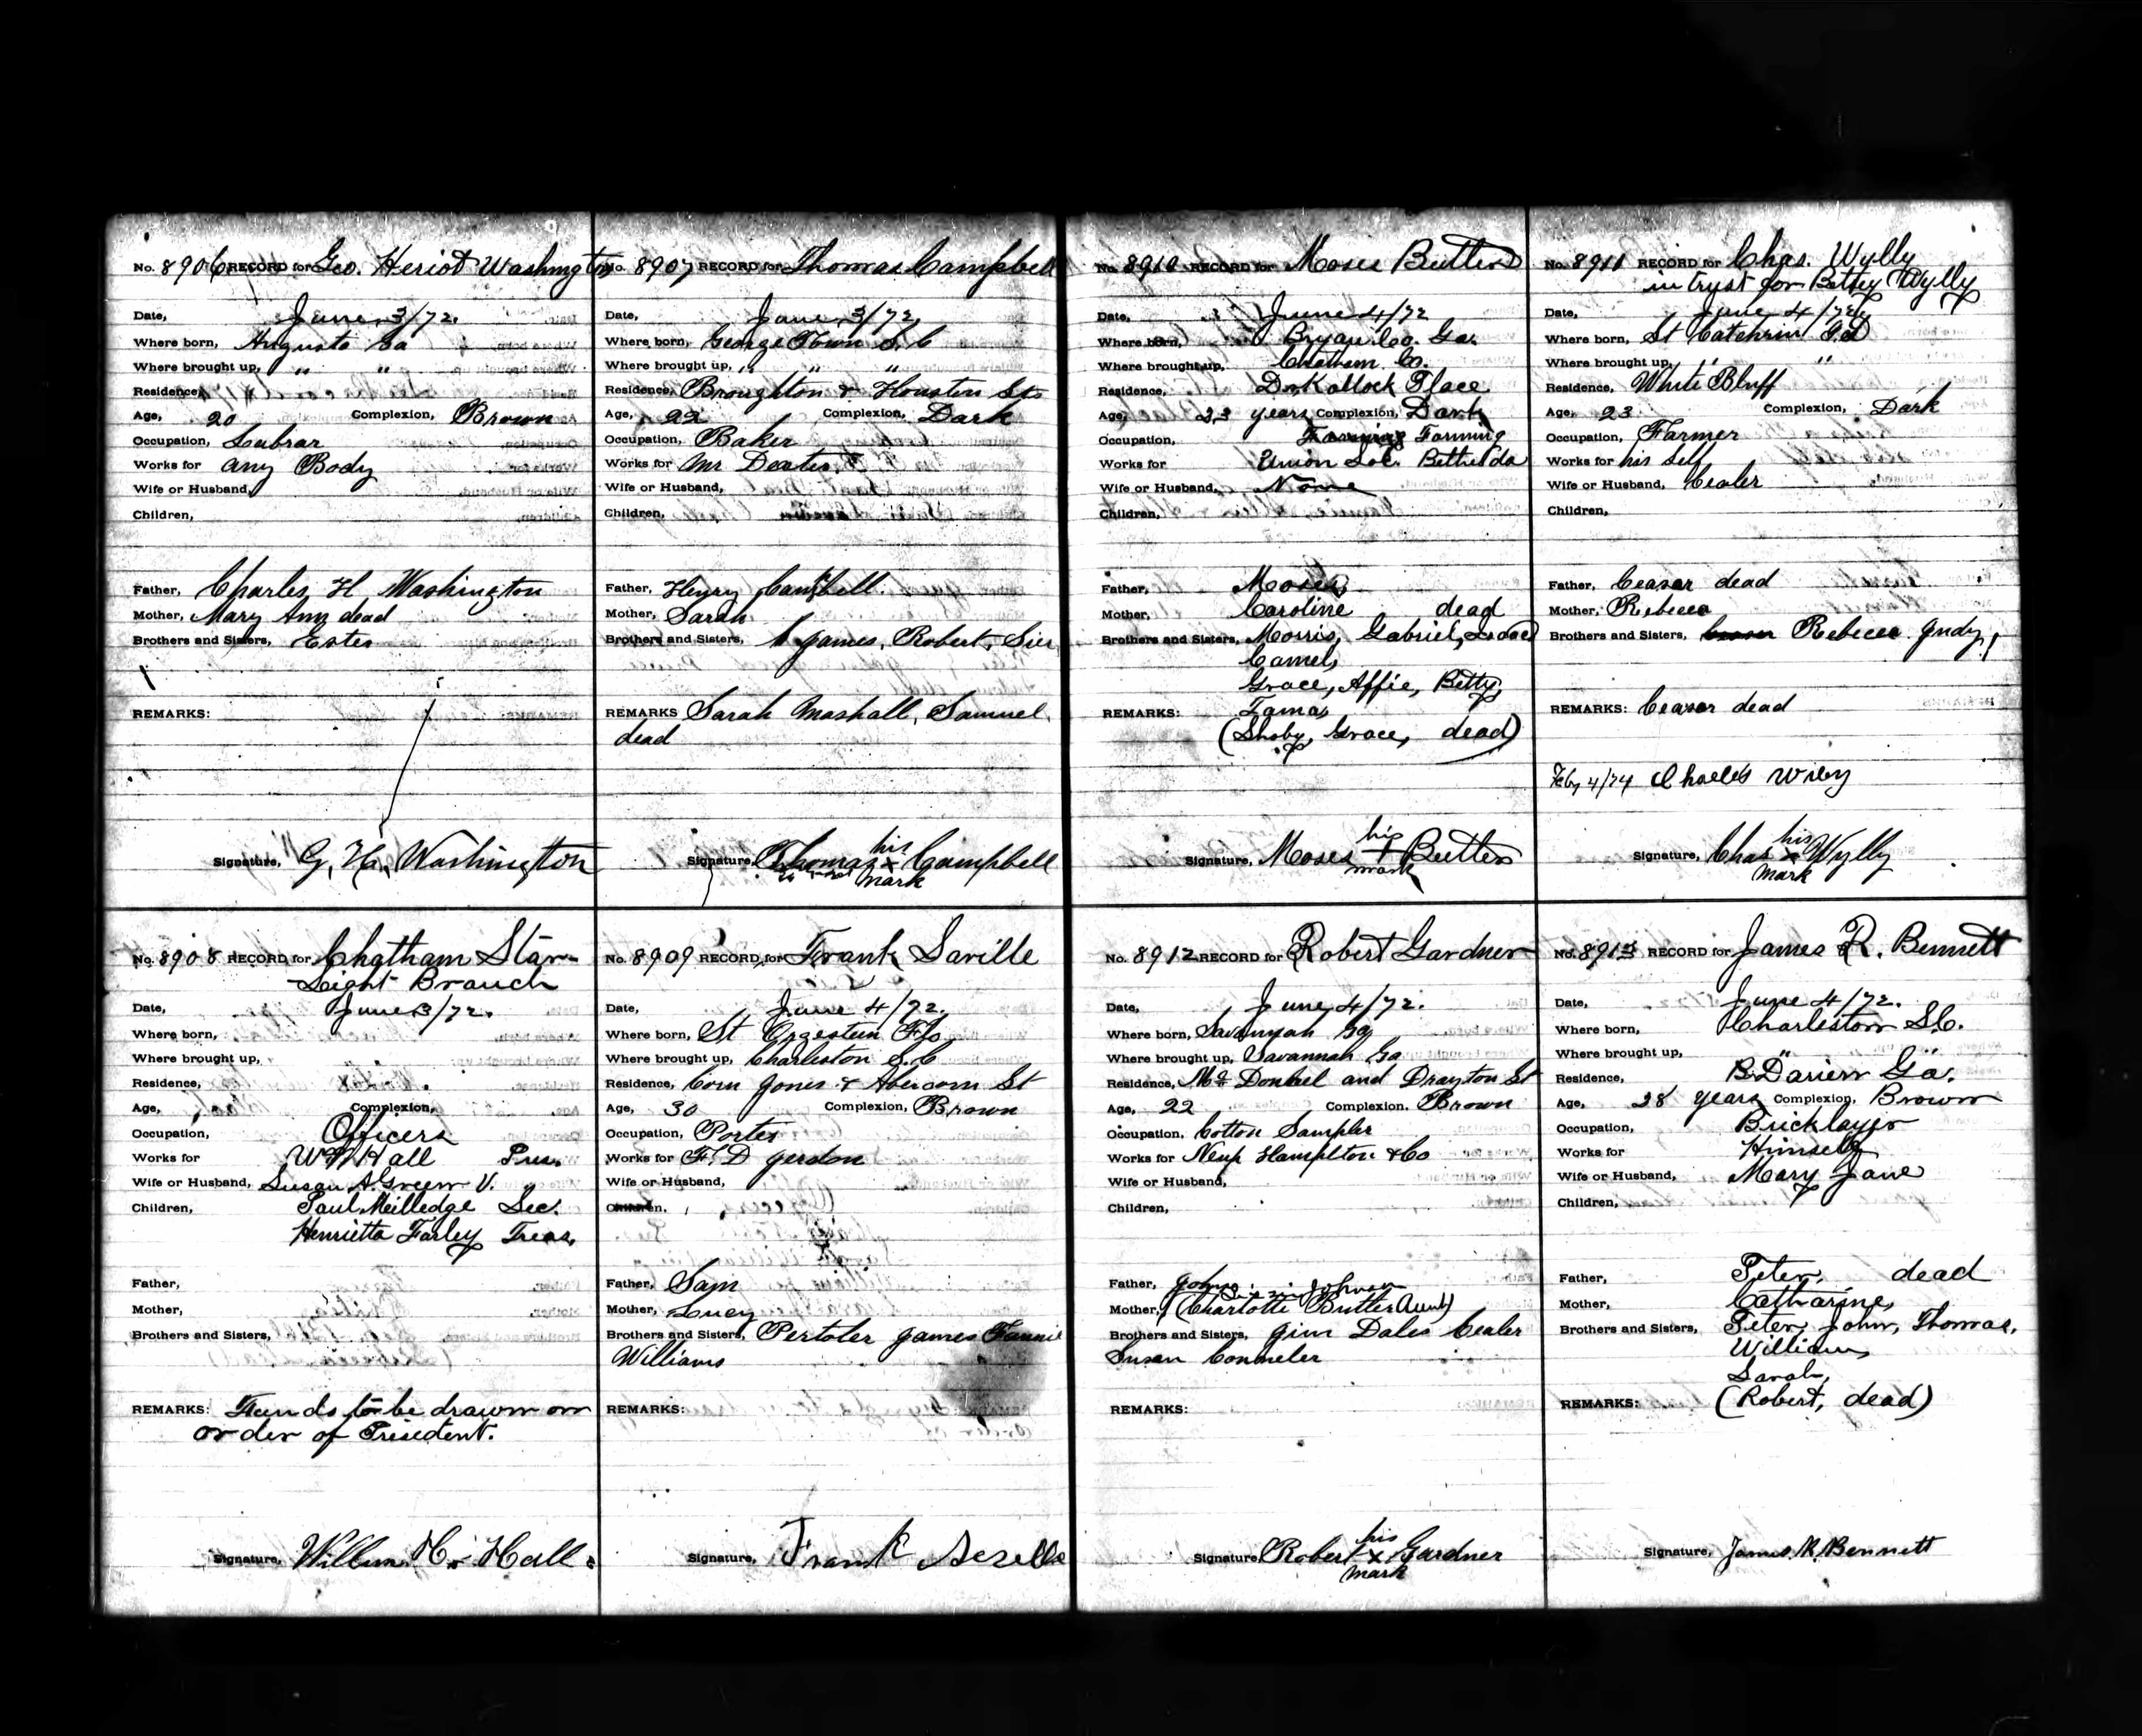 No. 8906 RECORD for Geo. Heriot Washington
Date, June 3/72.
Where born, Augusta Ga
Where brought up, " "
Residence,
Age, 20 Complexion, Brown
Occupation, Lubrar
Works for any Body
Wife or Husband,
Children,
Father, Charles H. Washington
Mother, Mary Ann dead
Brothers and Sisters, Ester
REMARKS:
Signature, G. H. Washington
No. 8907 RECORD for Thomas Campbell
Date, June 3/72,
Where born, George Town S. C
Where brought up, " " "
Residence, Broughton & Houston Sts
Age, 22 Complexion, Dark
Occupation, Baker
Works for Mr
Wife or Husband,
Children,
Father, Henry Campbell
Mother, Sarah
Brothers and Sisters, James, Robert,
REMARKS Sarah Mashall, Samuel
dead
Signature, Thomas his x mark Campbell
No. 8908 RECORD for Chatham Star
Light Branch
Date, June 3/72.
Where born,
Where brought up,
Residence,
Age, Complexion,
Occupation, Officers
Works for Wm Hall Pres.
Wife or Husband, Susan A. Green V. "
Children, Paul Meilledge Sec.
Henrietta Farley Treas,
Father,
Mother,
Brothers and Sisters,
REMARKS: Funds to be drawn on
order of President.
Signature, Willum H. Hall
No. 8909 RECORD for Frank Saville
Date, June 4/72.
Where born, St Orgestein Fla
Where brought up, Charleston S. C
Residence, Corn Jones & Abercorn St
Age, 30 Complexion, Brown
Occupation, Porter
Works for F. D gerdon
Wife or Husband,
Children,
Father, Sam
Mother, Lucy
Brothers and Sisters, Pertoler James Fannie
Williams
REMARKS:
Signature, Frank Seselle
No. 8910 RECORD for Moses Butler
Date, June 4/72
Where born, Bryan Co. Ga.
Where brought up, Chatham Co.
Residence, Dr. Kollock Place
Age, 23 years Complexion, Dark
Occupation, Farming
Works for Union Soc. Bethesda
Wife or Husband, None
Children,
Father, Moses
Mother, Caroline dead
Brothers and Sisters, Morris, Gabriel,
Camel,
Grace, Affie, Betty,
REMARKS: Tamar
(Shoby, Grace, dead)
Signature, Moses his + mark Butler
No. 8911 RECORD for Chas. Wylly
in trust for Bettey Wylly
Date, June 4/72
Where born, St Catehrin
Where brought up, " "
Residence, White Bluff
Age, 23 Complexion, Dark
Occupation, Farmer
Works for his self
Wife or Husband, Cealer
Children,
Father, Ceaser dead
Mother, Rebecca
Brothers and Sisters, Rebecca Judy,
REMARKS: Ceaser dead
Feby 4/74 Charles Wiley
Signature, Chas his x mark Wylly
No. 8912 RECORD for Robert Gardner
Date, June 4/72.
Where born, Savannah Ga
Where brought up, Savannah Ga
Residence, Mc Donnel and Drayton St
Age, 22 Complexion, Brown
Occupation, Cotton Sampler
Works for Hamplton & Co
Wife or Husband,
Children,
Father, John
Mother, (Charlotte Butler Aunt)
Brothers and Sisters, Jim Dales Cealer
Susan Conneler
REMARKS:
Signature Robert his x mark Gardner
No. 8913 RECORD for James R. Bennett
Date, June 4/72.
Where born, Charleston S.C.
Where brought up, " "
Residence, Darien Ga.
Age, 28 years Complexion, Brown
Occupation, Bricklayer
Works for Himself
Wife or Husband, Mary Jane
Children,
Father, Peter, dead
Mother, Catharine,
Brothers and Sisters, Peter, John, Thomas,
William,
Sarah,
REMARKS: (Robert, dead)
Signature, James R. Bennett